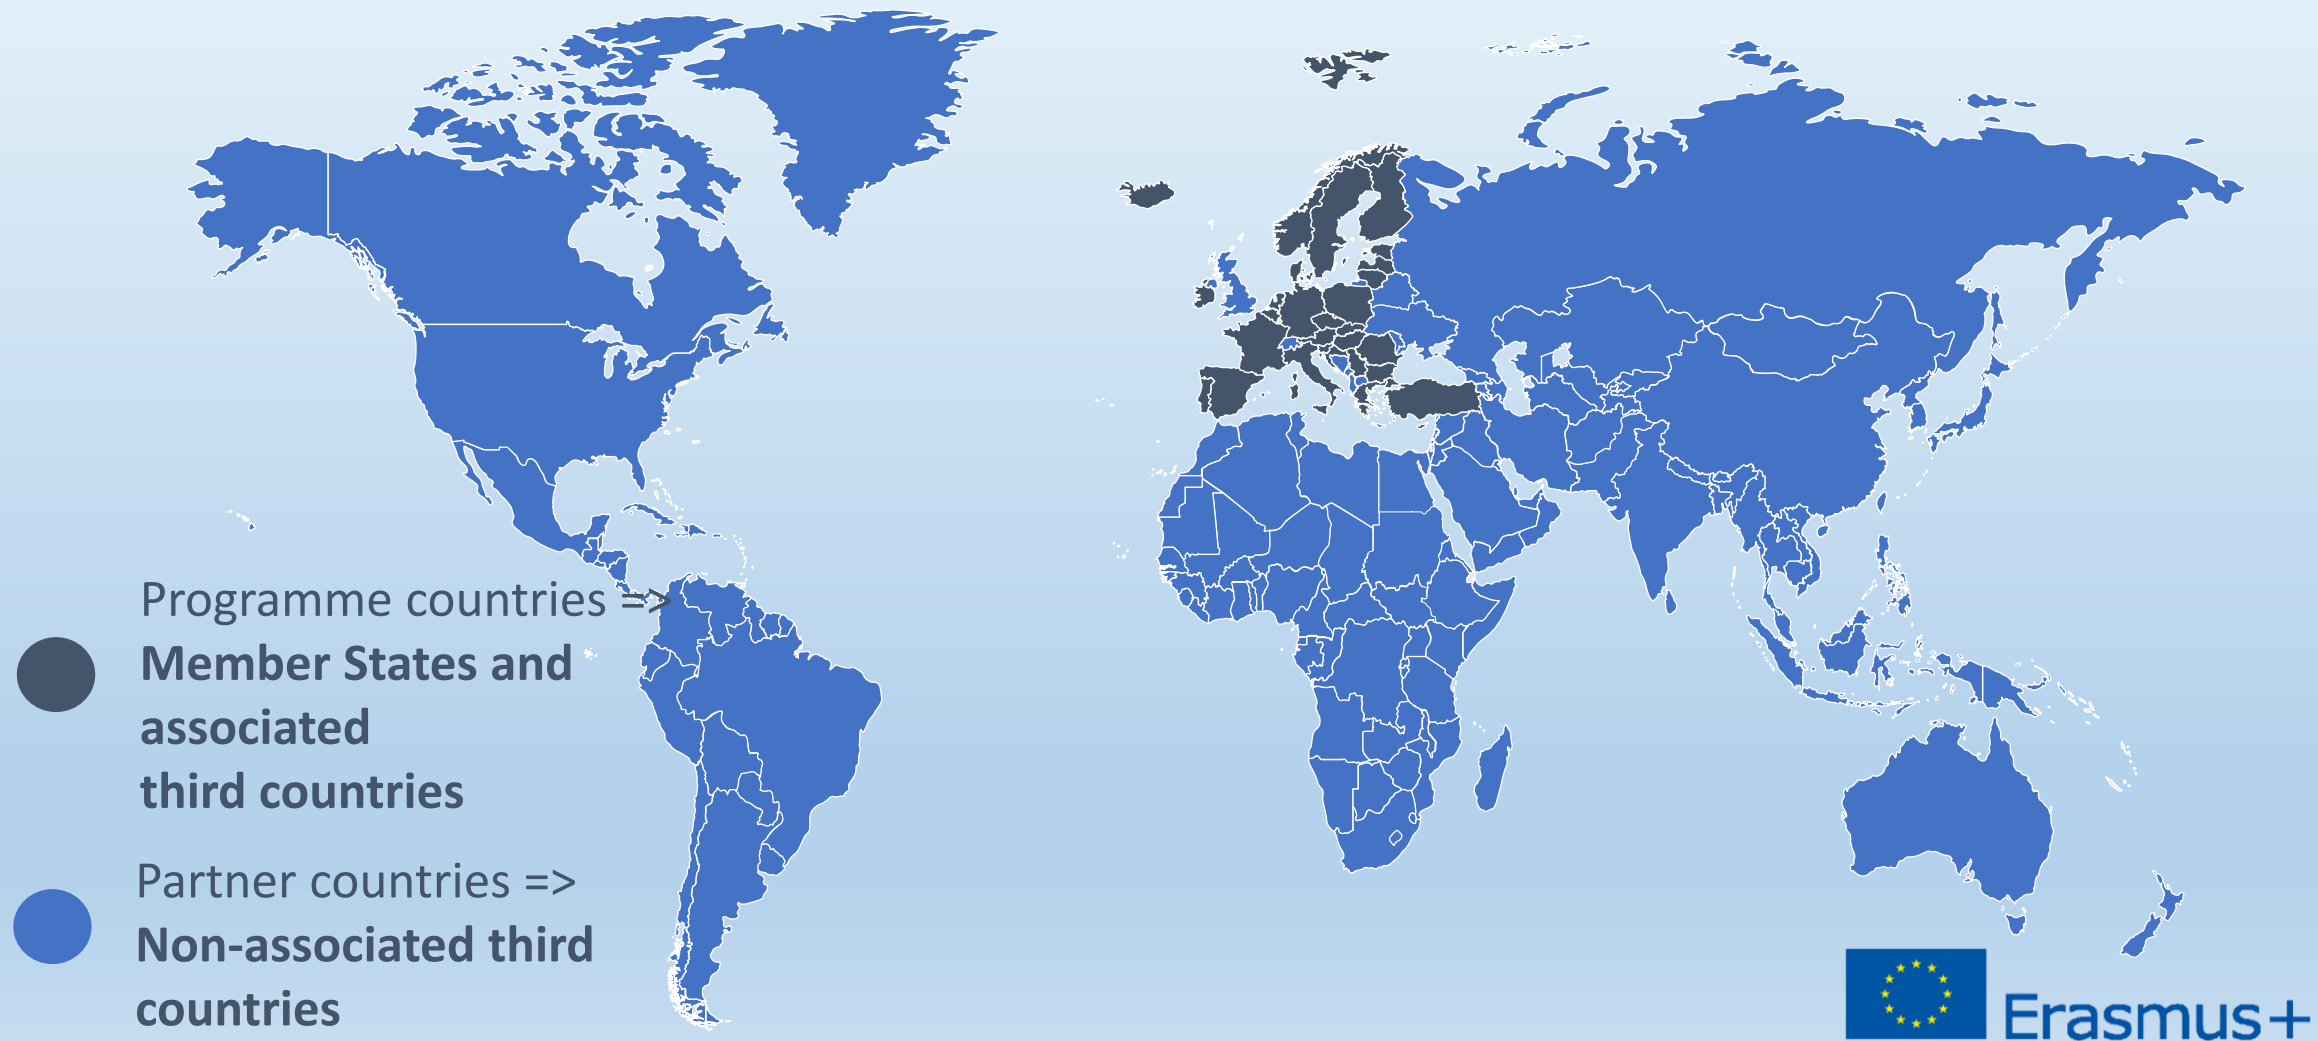 Programme countries =>
Member States and
associated
third countries
Partner countries =>
Non-associated third
countries
Erasmus+